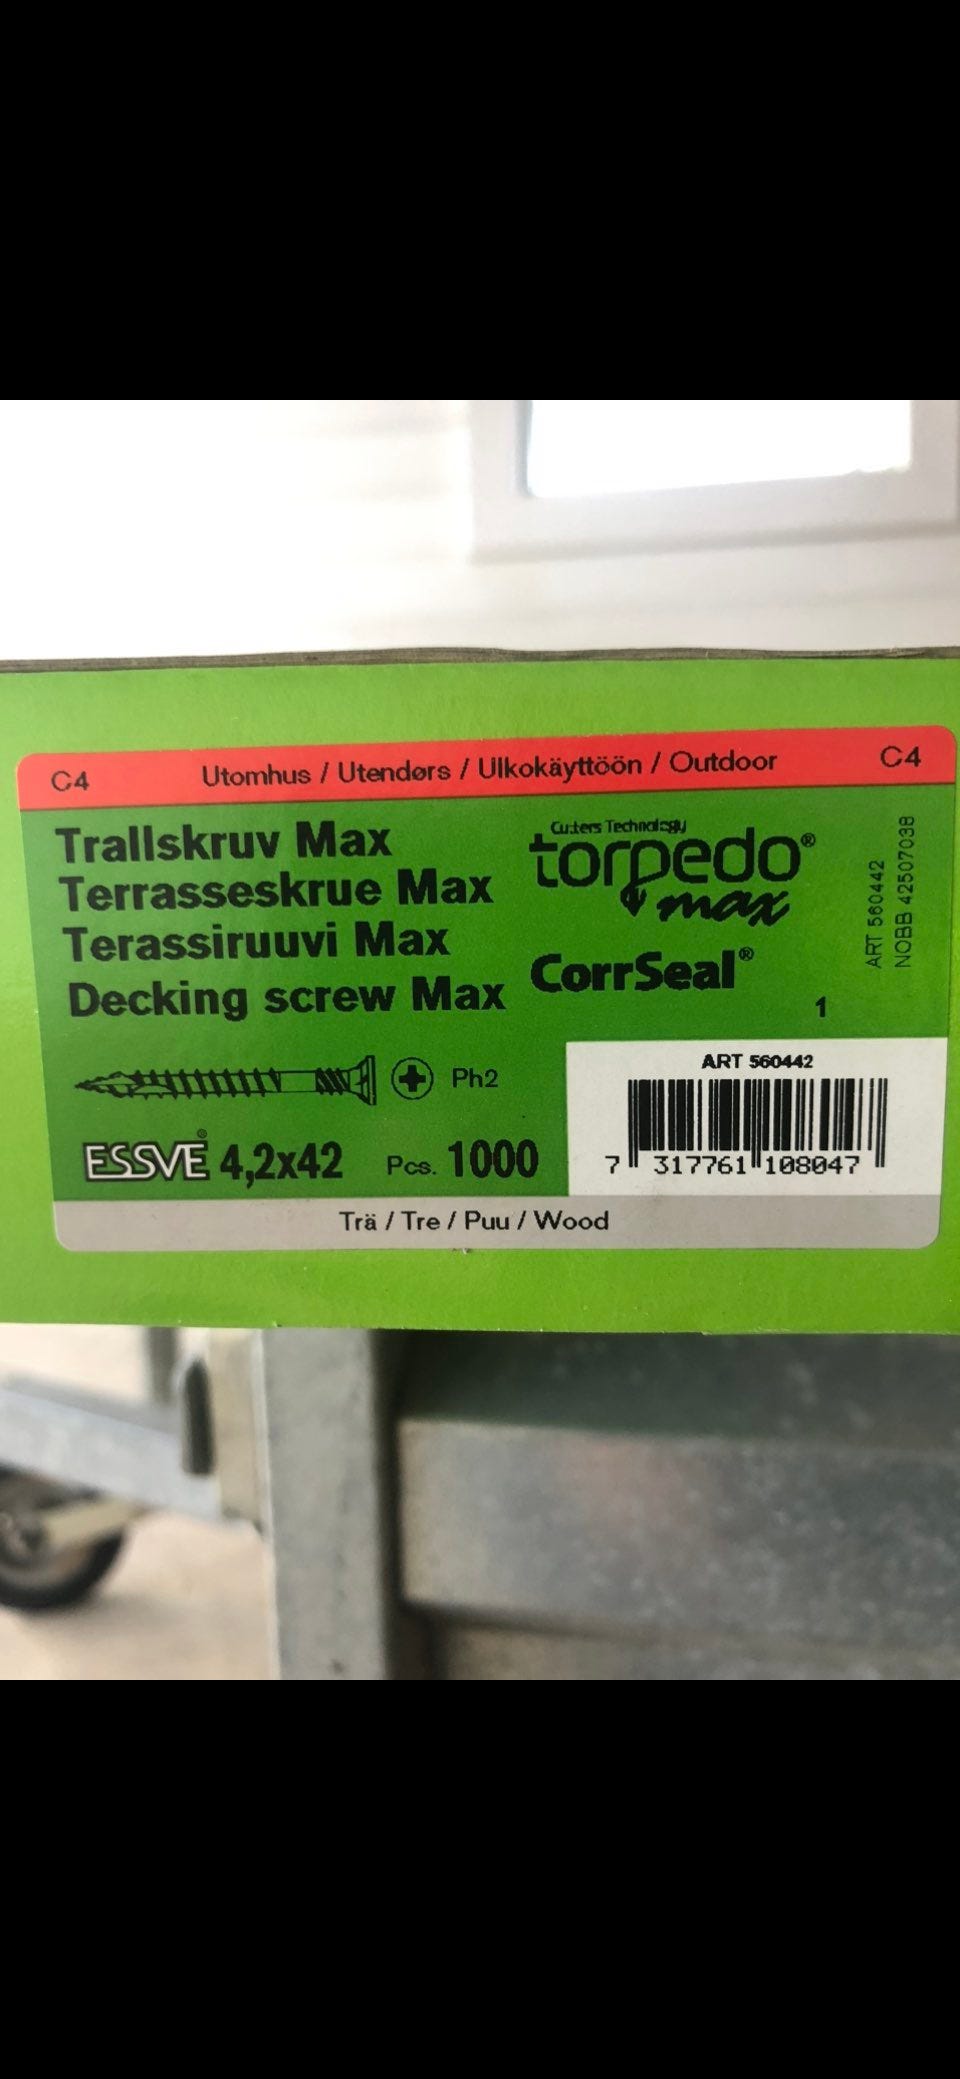 C4 Utomhus / Utendørs / Ulkokäyttöön / Outdoor C4
Trallskruv Max
Terrasseskrue Max
Terassiruuvi Max
Decking screw Max
Cutters Technology
torpedo®
max
CorrSeal®
1
ART 560442
NOBB 42507038
Ph2
ESSVE® 4,2x42 Pcs. 1000
ART 560442
7 317761 108047
Trä / Tre / Puu / Wood